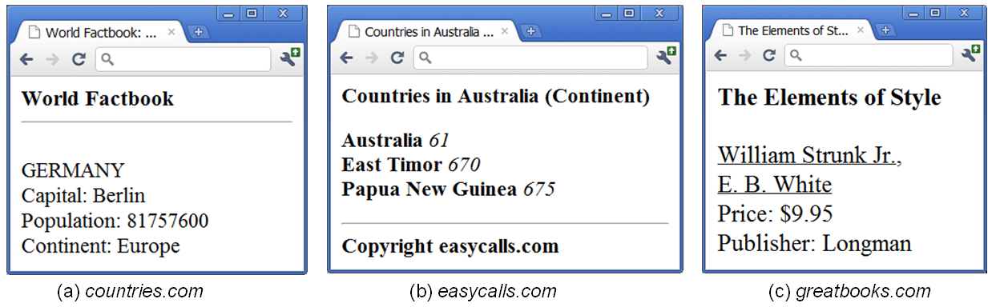 World Factbook: ...
World Factbook
GERMANY
Capital: Berlin
Population: 81757600
Continent: Europe
(a) countries.com
Countries in Australia ...
Countries in Australia (Continent)
Australia 61
East Timor 670
Papua New Guinea 675
Copyright easycalls.com
(b) easycalls.com
The Elements of St...
The Elements of Style
William Strunk Jr.,
E. B. White
Price: $9.95
Publisher: Longman
(c) greatbooks.com